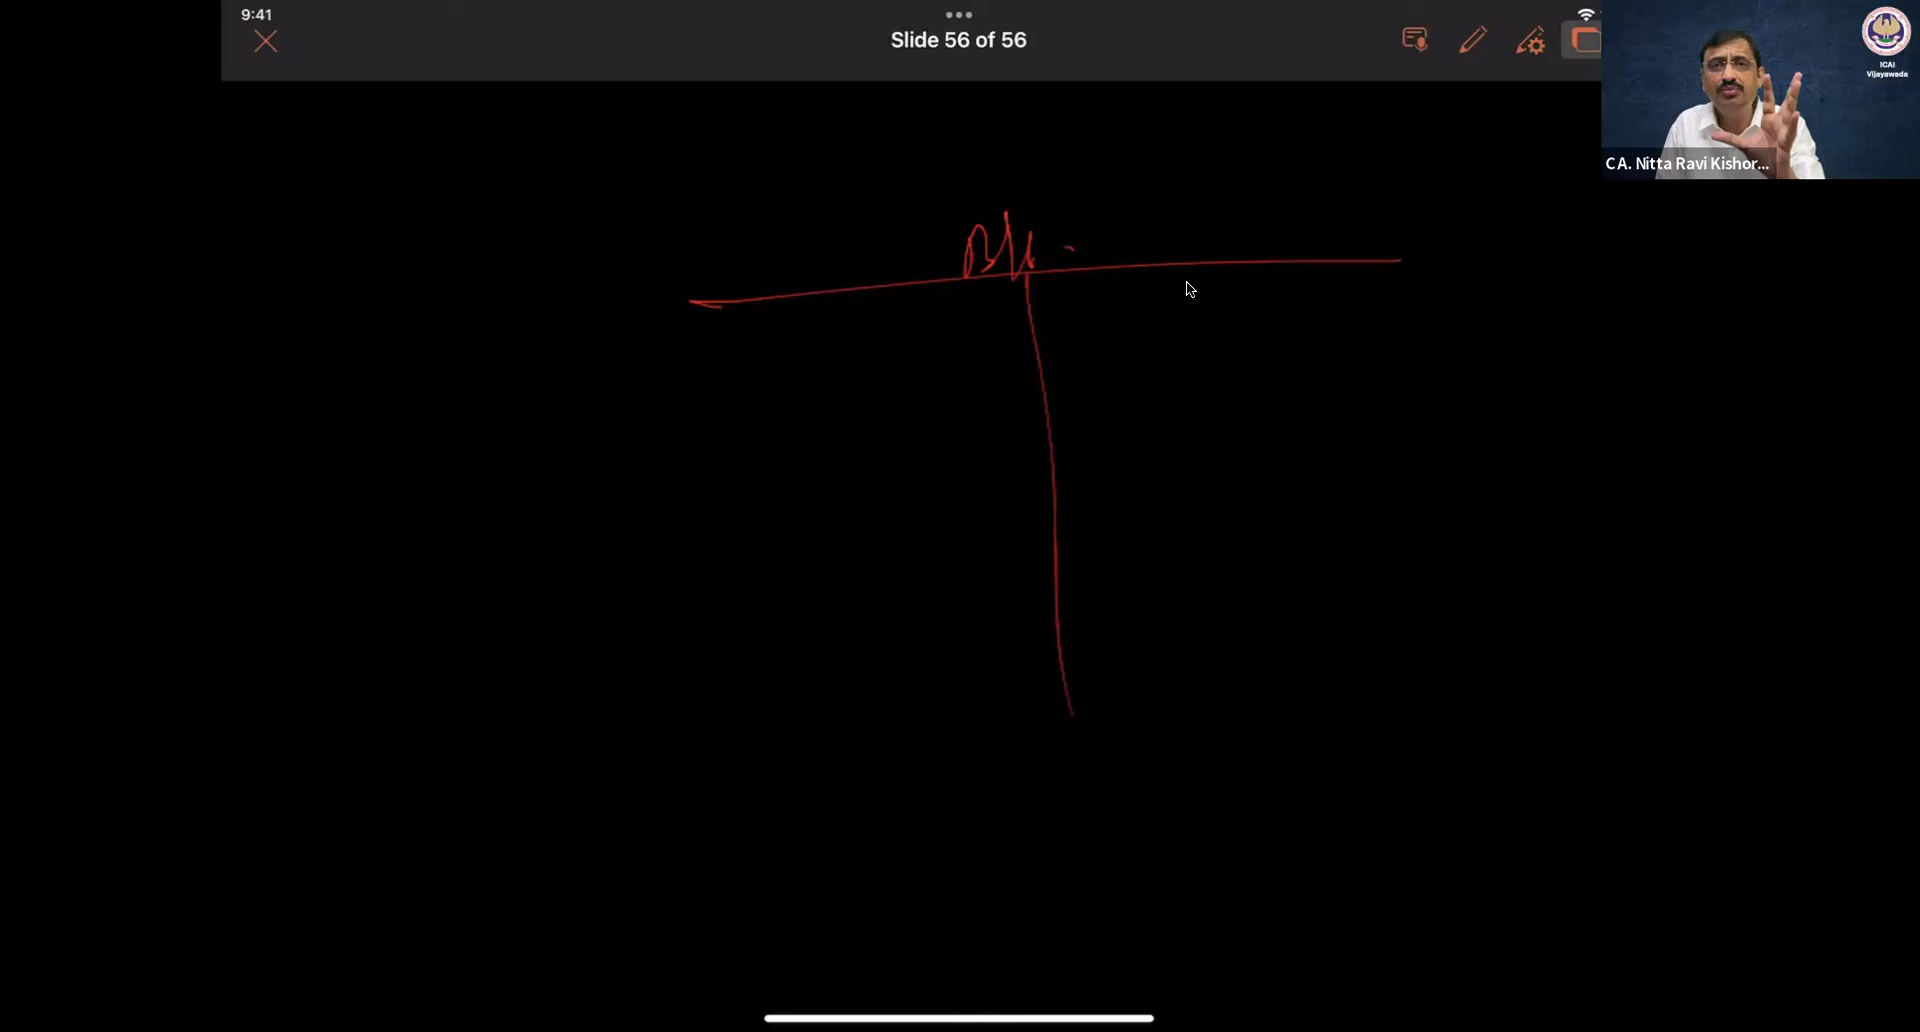 9:41
Slide 56 of 56
ICAI
Vijayawada
CA. Nitta Ravi Kishor...